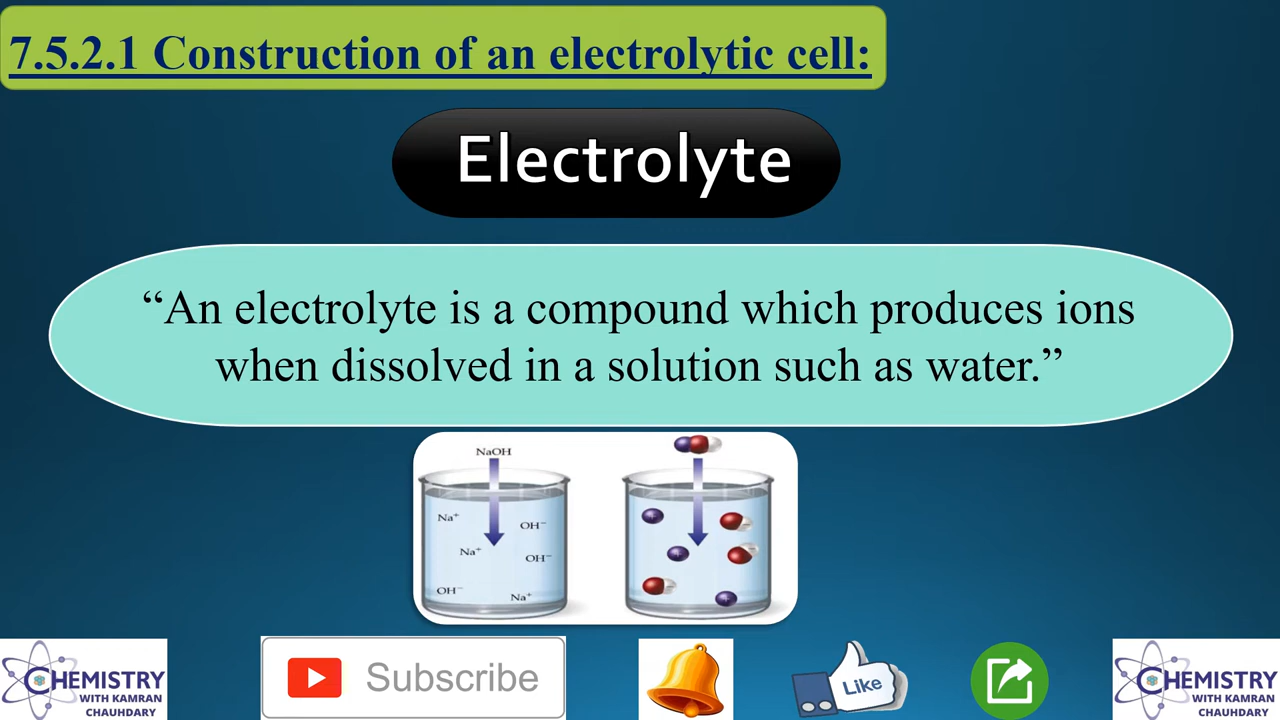 7.5.2.1 Construction of an electrolytic cell:
Electrolyte
“An electrolyte is a compound which produces ions
when dissolved in a solution such as water.”
NaOH
Na⁺
OH⁻
Na⁺
OH⁻
OH⁻
Na⁺
+
-
+
-
-
+
CHEMISTRY
WITH KAMRAN
CHAUHDARY
Subscribe
Like
CHEMISTRY
WITH KAMRAN
CHAUHDARY